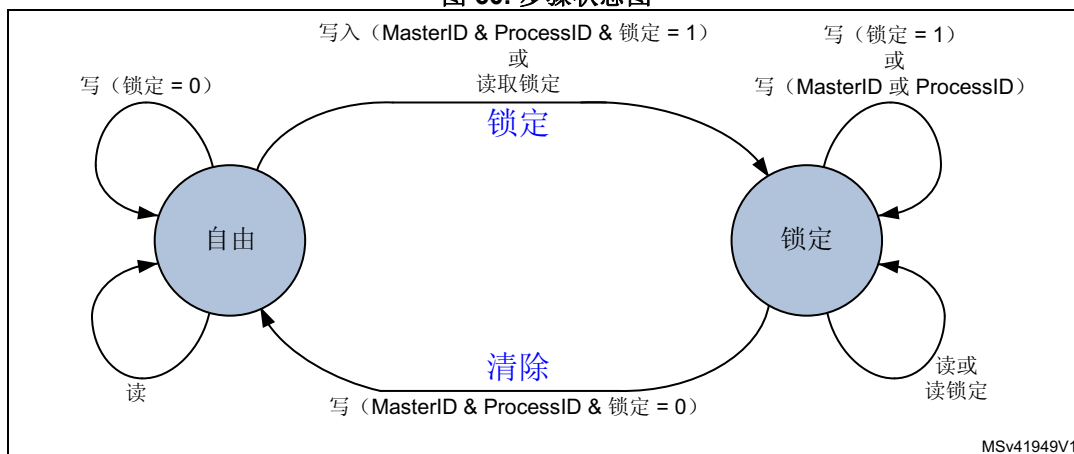 写入（MasterID & ProcessID & 锁定 = 1）
或
读取锁定
锁定
写（锁定 = 0）
写（锁定 = 1）
或
写（MasterID 或 ProcessID）
自由
锁定
读
清除
写（MasterID & ProcessID & 锁定 = 0）
读或
读锁定
MSv41949V1